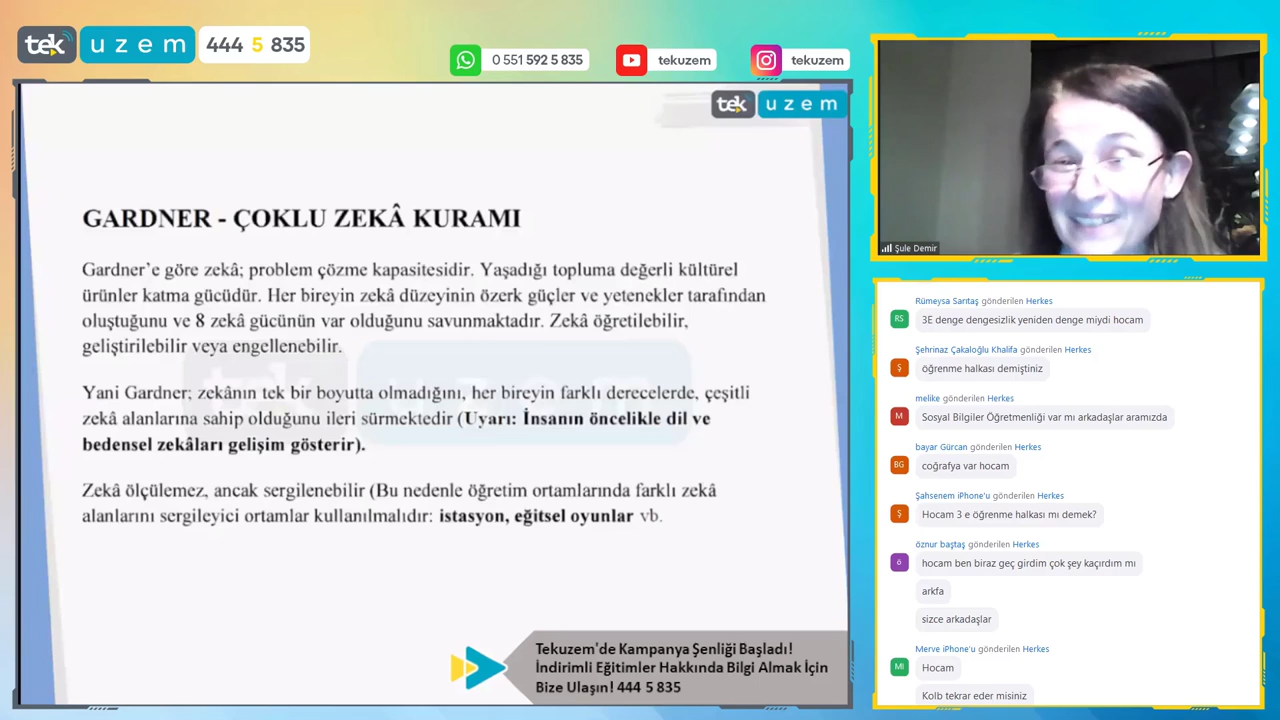 tek uzem 444 5 835
0 551 592 5 835
tekuzem
tekuzem
tek uzem
GARDNER - ÇOKLU ZEKÂ KURAMI
Gardner'e göre zekâ; problem çözme kapasitesidir. Yaşadığı topluma değerli kültürel
ürünler katma gücüdür. Her bireyin zekâ düzeyinin özerk güçler ve yetenekler tarafından
oluştuğunu ve 8 zekâ gücünün var olduğunu savunmaktadır. Zekâ öğretilebilir,
geliştirilebilir veya engellenebilir.
Yani Gardner; zekânın tek bir boyutta olmadığını, her bireyin farklı derecelerde, çeşitli
zekâ alanlarına sahip olduğunu ileri sürmektedir (Uyarı: İnsanın öncelikle dil ve
bedensel zekâları gelişim gösterir).
Zekâ ölçülemez, ancak sergilenebilir (Bu nedenle öğretim ortamlarında farklı zekâ
alanlarını sergileyici ortamlar kullanılmalıdır: istasyon, eğitsel oyunlar vb.
Tekuzem'de Kampanya Şenliği Başladı!
İndirimli Eğitimler Hakkında Bilgi Almak İçin
Bize Ulaşın! 444 5 835
Şule Demir
Rümeysa Sarıtaş gönderilen Herkes
RS
3E denge dengesizlik yeniden denge miydi hocam
Şehrinaz Çakaloğlu Khalifa gönderilen Herkes
Ş
öğrenme halkası demiştiniz
melike gönderilen Herkes
M
Sosyal Bilgiler Öğretmenliği var mı arkadaşlar aramızda
bayar Gürcan gönderilen Herkes
BG
coğrafya var hocam
Şahsenem iPhone'u gönderilen Herkes
Ş
Hocam 3 e öğrenme halkası mı demek?
öznur baştaş gönderilen Herkes
ö
hocam ben biraz geç girdim çok şey kaçırdım mı
arkfa
sizce arkadaşlar
Merve iPhone'u gönderilen Herkes
MI
Hocam
Kolb tekrar eder misiniz